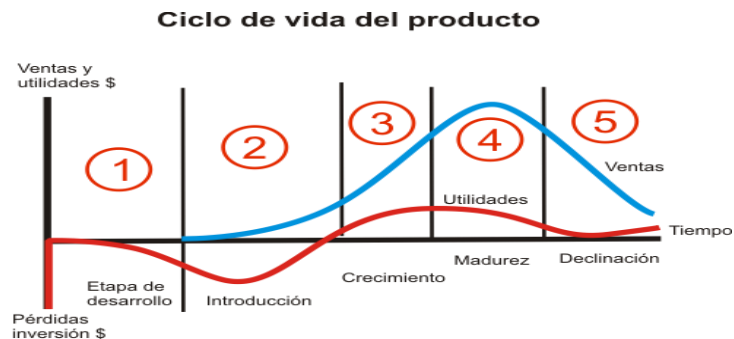 Ciclo de vida del producto
Ventas y
utilidades $
1
2
3
4
5
Ventas
Utilidades
Tiempo
Etapa de
desarrollo
Introducción
Crecimiento
Madurez
Declinación
Pérdidas
inversión $